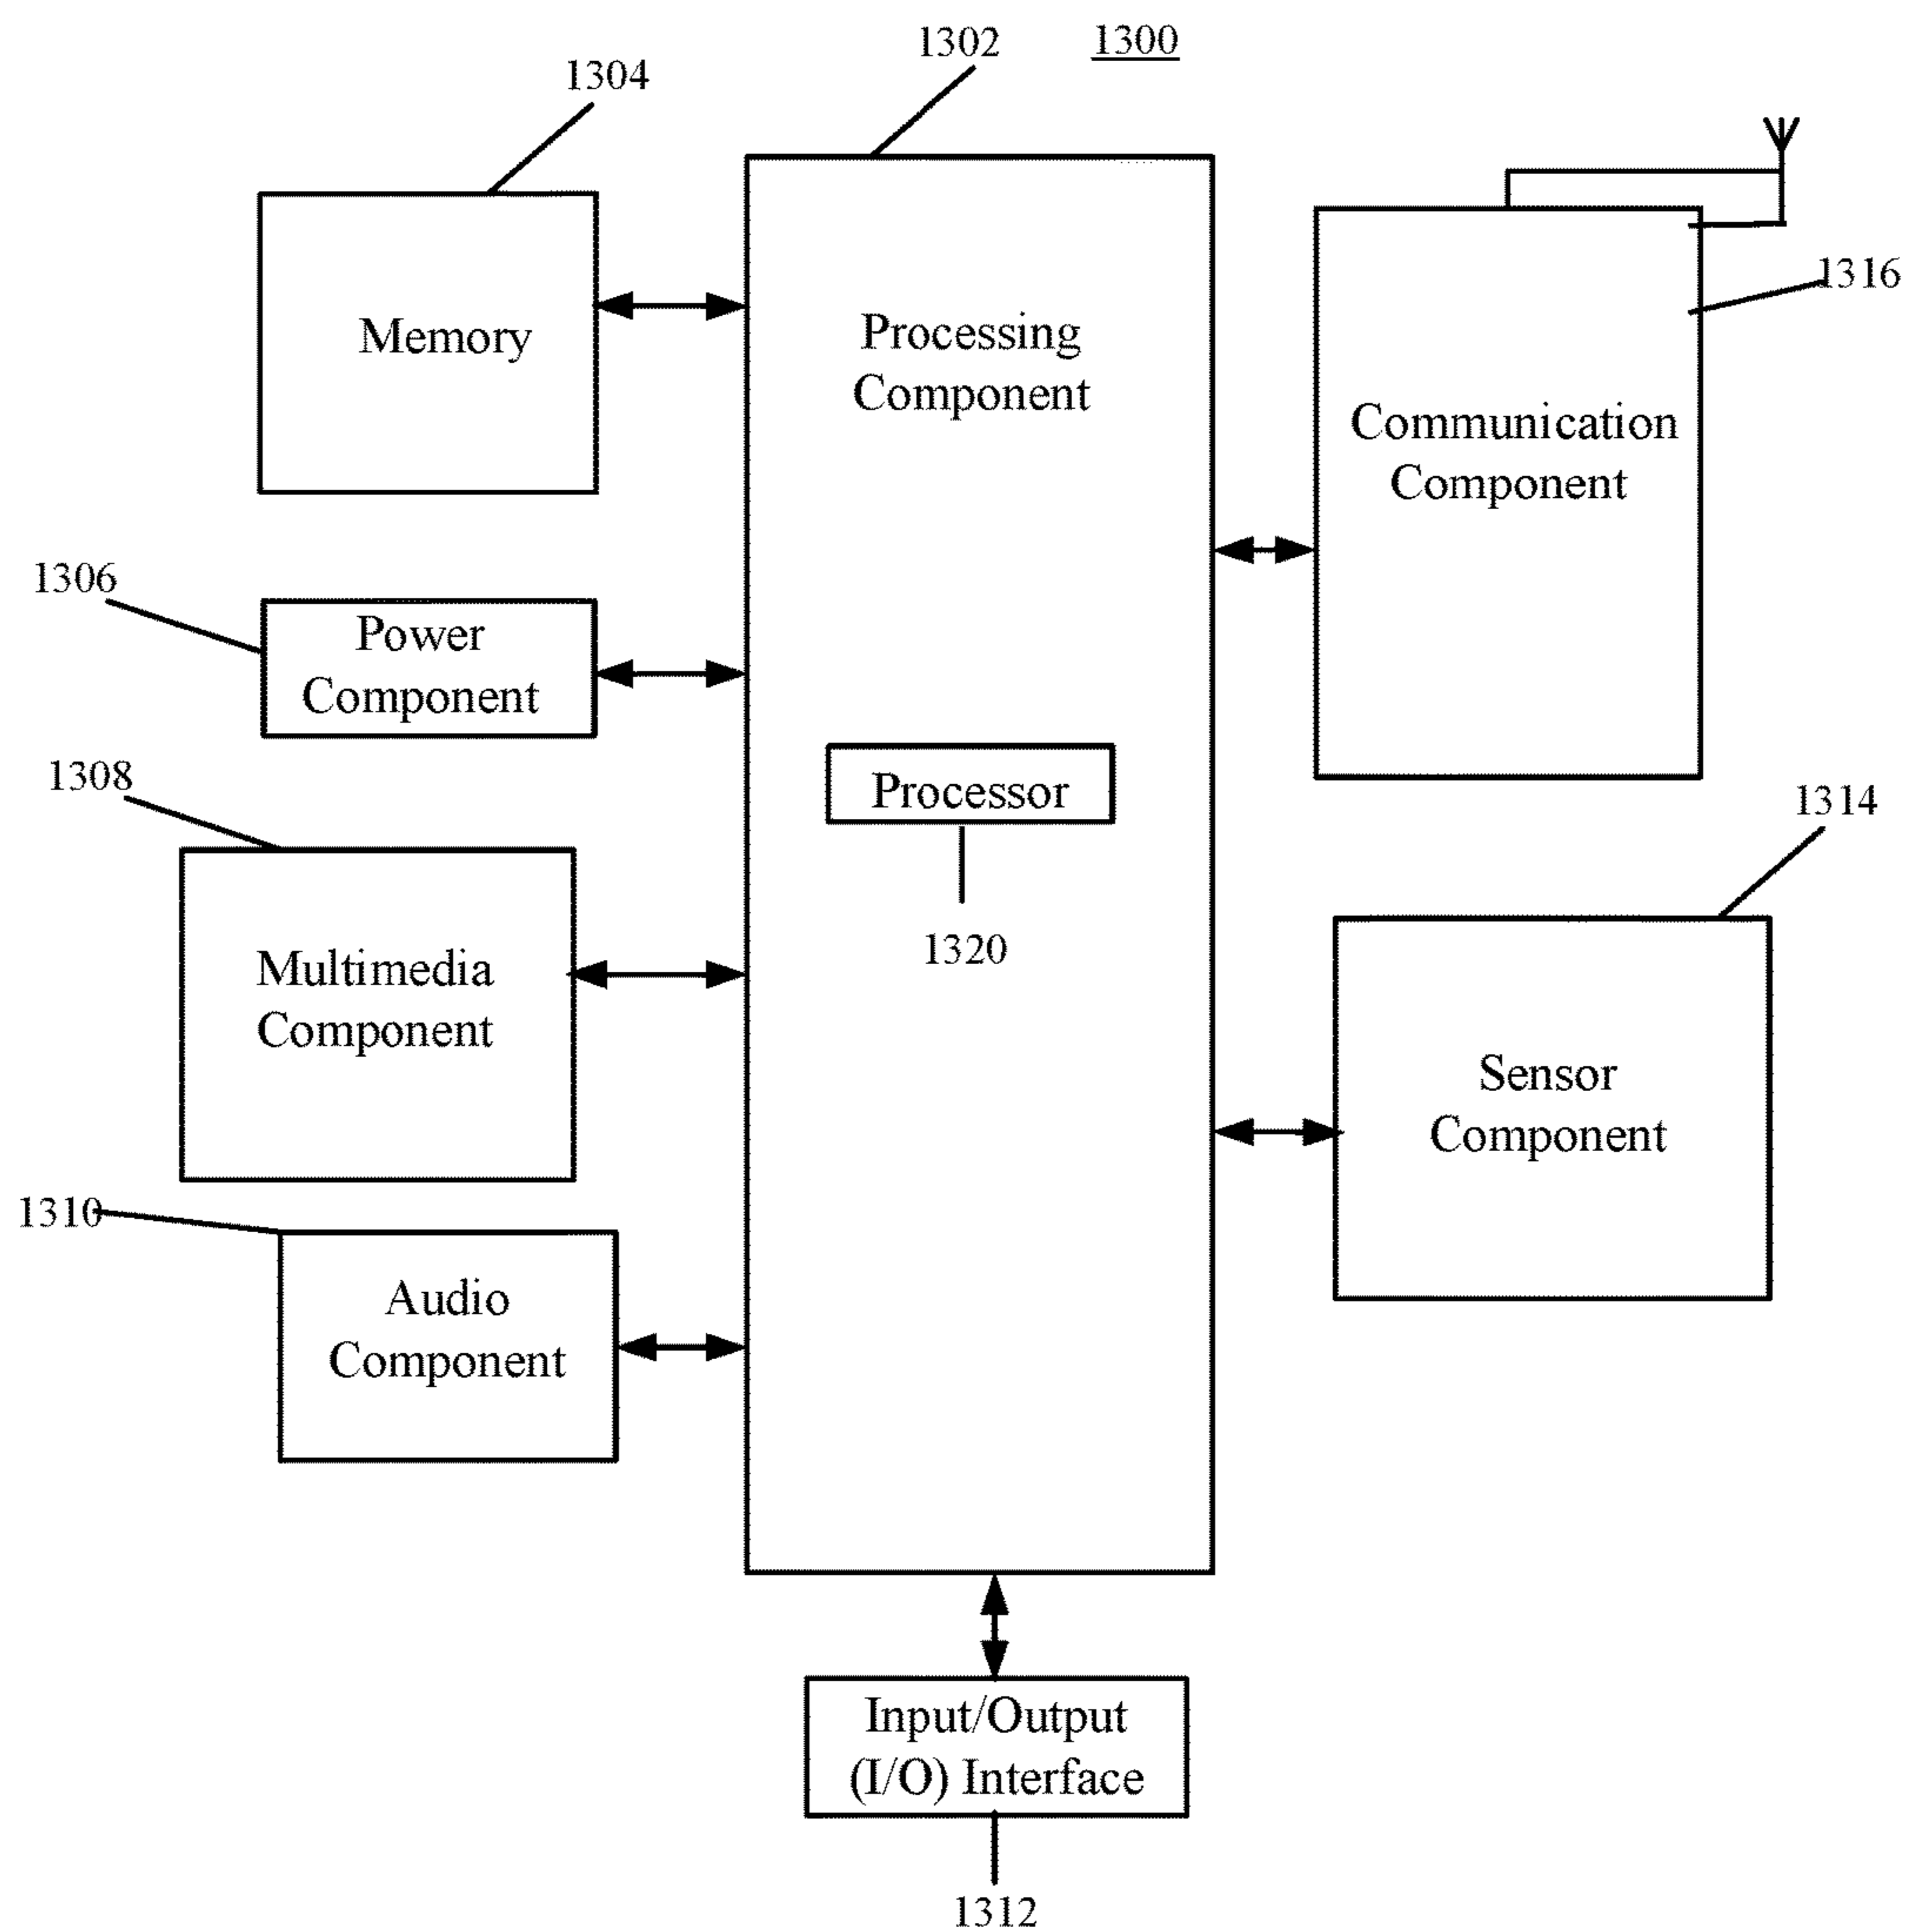 1302
1300
1304
1316
Memory
Processing
Component
Communication
Component
1306
Power
Component
Processor
1320
1308
1314
Multimedia
Component
Sensor
Component
1310
Audio
Component
Input/Output
(I/O) Interface
1312